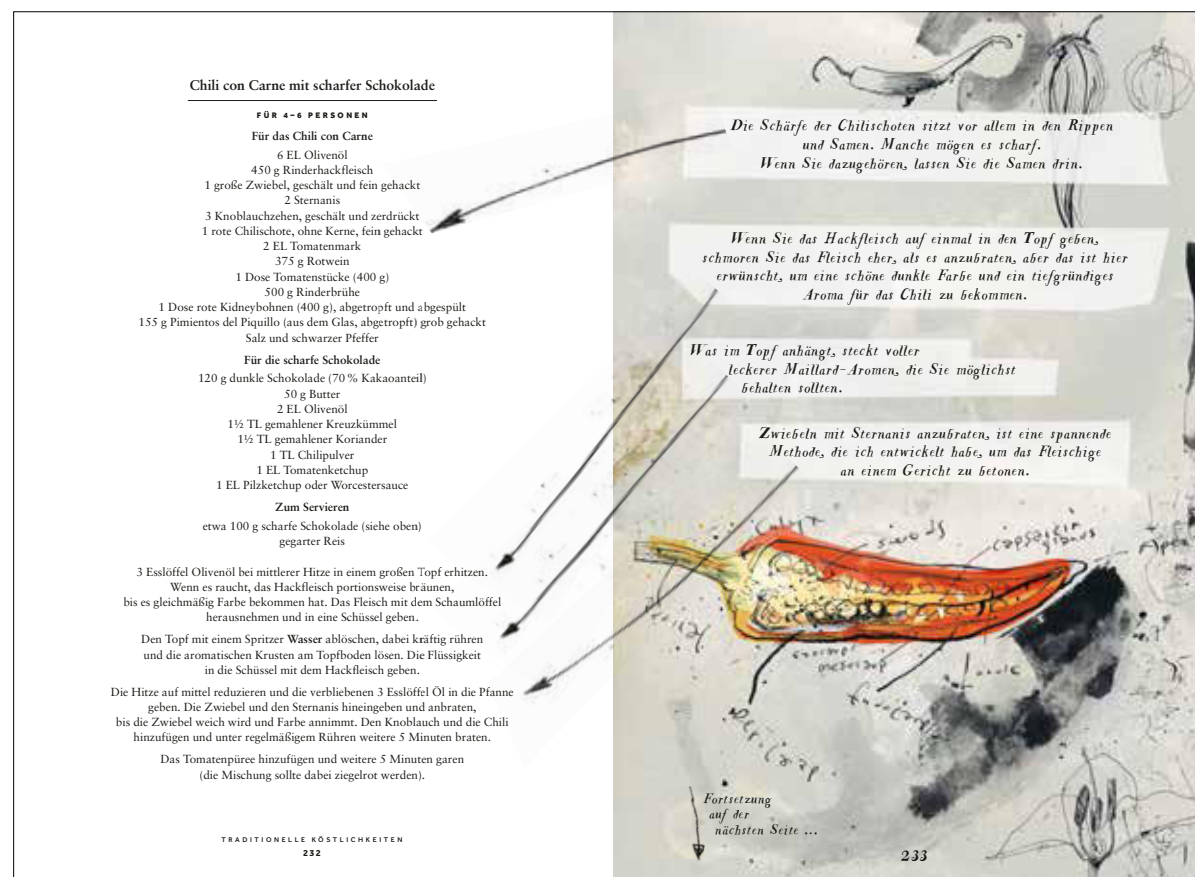 Chili con Carne mit scharfer Schokolade
FÜR 4–6 PERSONEN
Für das Chili con Carne
6 EL Olivenöl
450 g Rinderhackfleisch
1 große Zwiebel, geschält und fein gehackt
2 Sternanis
3 Knoblauchzehen, geschält und zerdrückt
1 rote Chilischote, ohne Kerne, fein gehackt
2 EL Tomatenmark
375 g Rotwein
1 Dose Tomatenstücke (400 g)
500 g Rinderbrühe
1 Dose rote Kidneybohnen (400 g), abgetropft und abgespült
155 g Pimientos del Piquillo (aus dem Glas, abgetropft) grob gehackt
Salz und schwarzer Pfeffer
Für die scharfe Schokolade
120 g dunkle Schokolade (70 % Kakaoanteil)
50 g Butter
2 EL Olivenöl
1½ TL gemahlener Kreuzkümmel
1½ TL gemahlener Koriander
1 TL Chilipulver
1 EL Tomatenketchup
1 EL Pilzketchup oder Worcestersauce
Zum Servieren
etwa 100 g scharfe Schokolade (siehe oben)
gegarter Reis
3 Esslöffel Olivenöl bei mittlerer Hitze in einem großen Topf erhitzen.
Wenn es raucht, das Hackfleisch portionsweise bräunen,
bis es gleichmäßig Farbe bekommen hat. Das Fleisch mit dem Schaumlöffel
herausnehmen und in eine Schüssel geben.
Den Topf mit einem Spritzer Wasser ablöschen, dabei kräftig rühren
und die aromatischen Krusten am Topfboden lösen. Die Flüssigkeit
in die Schüssel mit dem Hackfleisch geben.
Die Hitze auf mittel reduzieren und die verbliebenen 3 Esslöffel Öl in die Pfanne
geben. Die Zwiebel und den Sternanis hineingeben und anbraten,
bis die Zwiebel weich wird und Farbe annimmt. Den Knoblauch und die Chili
hinzufügen und unter regelmäßigem Rühren weitere 5 Minuten braten.
Das Tomatenpüree hinzufügen und weitere 5 Minuten garen
(die Mischung sollte dabei ziegelrot werden).
TRADITIONELLE KÖSTLICHKEITEN
232
Die Schärfe der Chilischoten sitzt vor allem in den Rippen
und Samen. Manche mögen es scharf.
Wenn Sie dazugehören, lassen Sie die Samen drin.
Wenn Sie das Hackfleisch auf einmal in den Topf geben,
schmoren Sie das Fleisch eher, als es anzubraten, aber das ist hier
erwünscht, um eine schöne dunkle Farbe und ein tiefgründiges
Aroma für das Chili zu bekommen.
Was im Topf anhängt, steckt voller
leckerer Maillard-Aromen, die Sie möglichst
behalten sollten.
Zwiebeln mit Sternanis anzubraten, ist eine spannende
Methode, die ich entwickelt habe, um das Fleischige
an einem Gericht zu betonen.
Calyx
capsaicin
glands
Apex
Fortsetzung
auf der
nächsten Seite ...
233